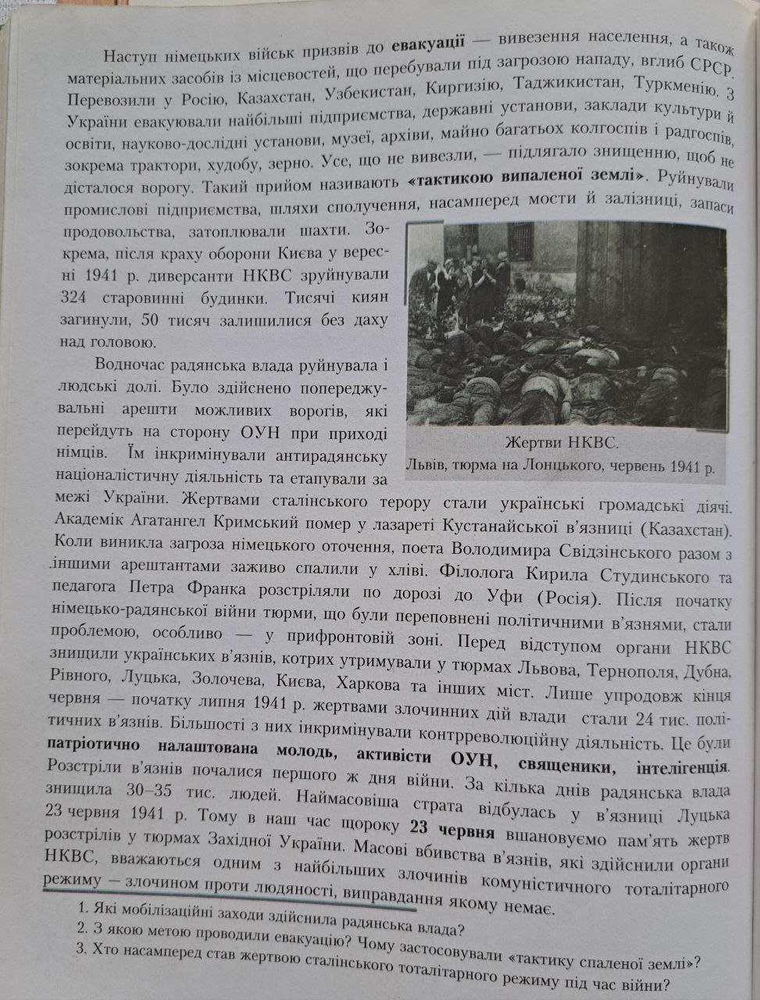 Наступ німецьких військ призвів до евакуації — вивезення населення, а також
матеріальних засобів із місцевостей, що перебували під загрозою нападу, вглиб СРСР.
Перевозили у Росію, Казахстан, Узбекистан, Киргизію, Таджикистан, Туркменію. З
України евакуювали найбільші підприємства, державні установи, заклади культури й
освіти, науково-дослідні установи, музеї, архіви, майно багатьох колгоспів і радгоспів,
зокрема трактори, худобу, зерно. Усе, що не вивезли, — підлягало знищенню, щоб не
дісталося ворогу. Такий прийом називають «тактикою випаленої землі». Руйнували
промислові підприємства, шляхи сполучення, насамперед мости й залізниці, запаси
продовольства, затоплювали шахти. Зо-
крема, після краху оборони Києва у верес-
ні 1941 р. диверсанти НКВС зруйнували
324 старовинні будинки. Тисячі киян
загинули, 50 тисяч залишилися без даху
над головою.
Водночас радянська влада руйнувала і
людські долі. Було здійснено попереджу-
вальні арешти можливих ворогів, які
перейдуть на сторону ОУН при приході
німців. Їм інкримінували антирадянську
націоналістичну діяльність та етапували за
Жертви НКВС.
Львів, тюрма на Лонцького, червень 1941 р.
межі України. Жертвами сталінського терору стали українські громадські діячі.
Академік Агатангел Кримський помер у лазареті Кустанайської в’язниці (Казахстан).
Коли виникла загроза німецького оточення, поета Володимира Свідзінського разом з
іншими арештантами заживо спалили у хліві. Філолога Кирила Студинського та
педагога Петра Франка розстріляли по дорозі до Уфи (Росія). Після початку
німецько-радянської війни тюрми, що були переповнені політичними в’язнями, стали
проблемою, особливо — у прифронтовій зоні. Перед відступом органи НКВС
знищили українських в’язнів, котрих утримували у тюрмах Львова, Тернополя, Дубна,
Рівного, Луцька, Золочева, Києва, Харкова та інших міст. Лише упродовж кінця
червня — початку липня 1941 р. жертвами злочинних дій влади стали 24 тис. полі-
тичних в’язнів. Більшості з них інкримінували контрреволюційну діяльність. Це були
патріотично налаштована молодь, активісти ОУН, священики, інтелігенція.
Розстріли в’язнів почалися першого ж дня війни. За кілька днів радянська влада
знищила 30–35 тис. людей. Наймасовіша страта відбулась у в’язниці Луцька
23 червня 1941 р. Тому в наш час щороку 23 червня вшановуємо пам’ять жертв
розстрілів у тюрмах Західної України. Масові вбивства в’язнів, які здійснили органи
НКВС, вважаються одним з найбільших злочинів комуністичного тоталітарного
режиму — злочином проти людяності, виправдання якому немає.
1. Які мобілізаційні заходи здійснила радянська влада?
2. З якою метою проводили евакуацію? Чому застосовували «тактику спаленої землі»?
3. Хто насамперед став жертвою сталінського тоталітарного режиму під час війни?